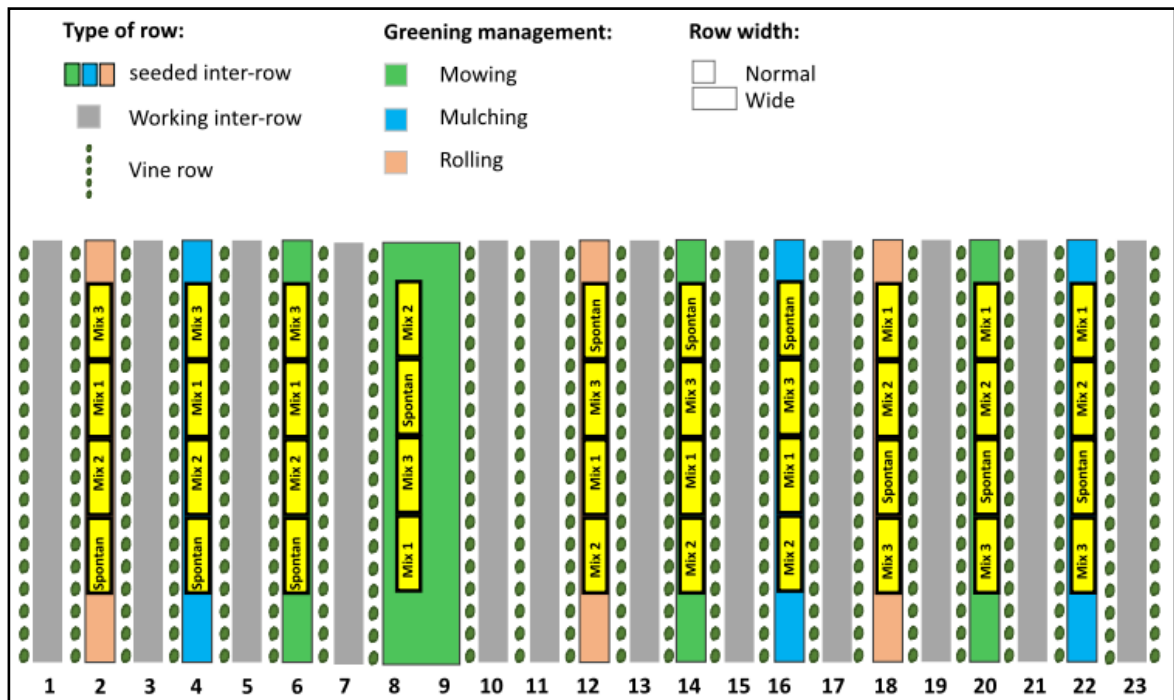 Type of row:
seeded inter-row
Working inter-row
Vine row
Greening management:
Mowing
Mulching
Rolling
Row width:
Normal
Wide
Mix 3
Mix 1
Mix 2
Spontan
Mix 3
Mix 1
Mix 2
Spontan
Mix 3
Mix 1
Mix 2
Spontan
Mix 2
Spontan
Mix 3
Mix 1
Spontan
Mix 3
Mix 1
Mix 2
Spontan
Mix 3
Mix 1
Mix 2
Spontan
Mix 3
Mix 1
Mix 2
Mix 1
Mix 2
Spontan
Mix 3
Mix 1
Mix 2
Spontan
Mix 3
Mix 1
Mix 2
Spontan
Mix 3
1 2 3 4 5 6 7 8 9 10 11 12 13 14 15 16 17 18 19 20 21 22 23